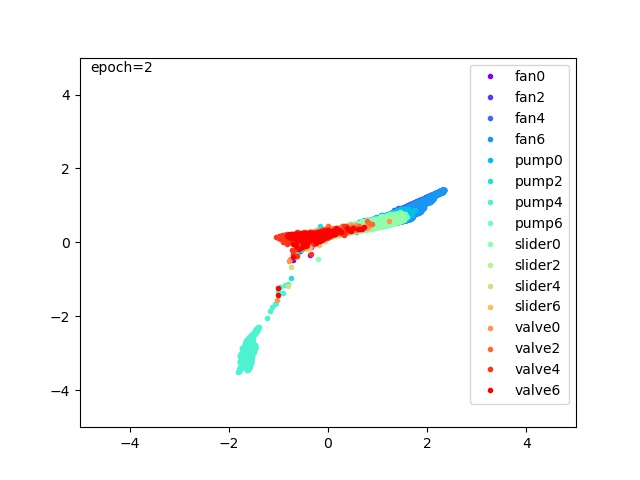 epoch=2
fan0
fan2
fan4
fan6
pump0
pump2
pump4
pump6
slider0
slider2
slider4
slider6
valve0
valve2
valve4
valve6
4
2
0
−2
−4
−4 −2 0 2 4